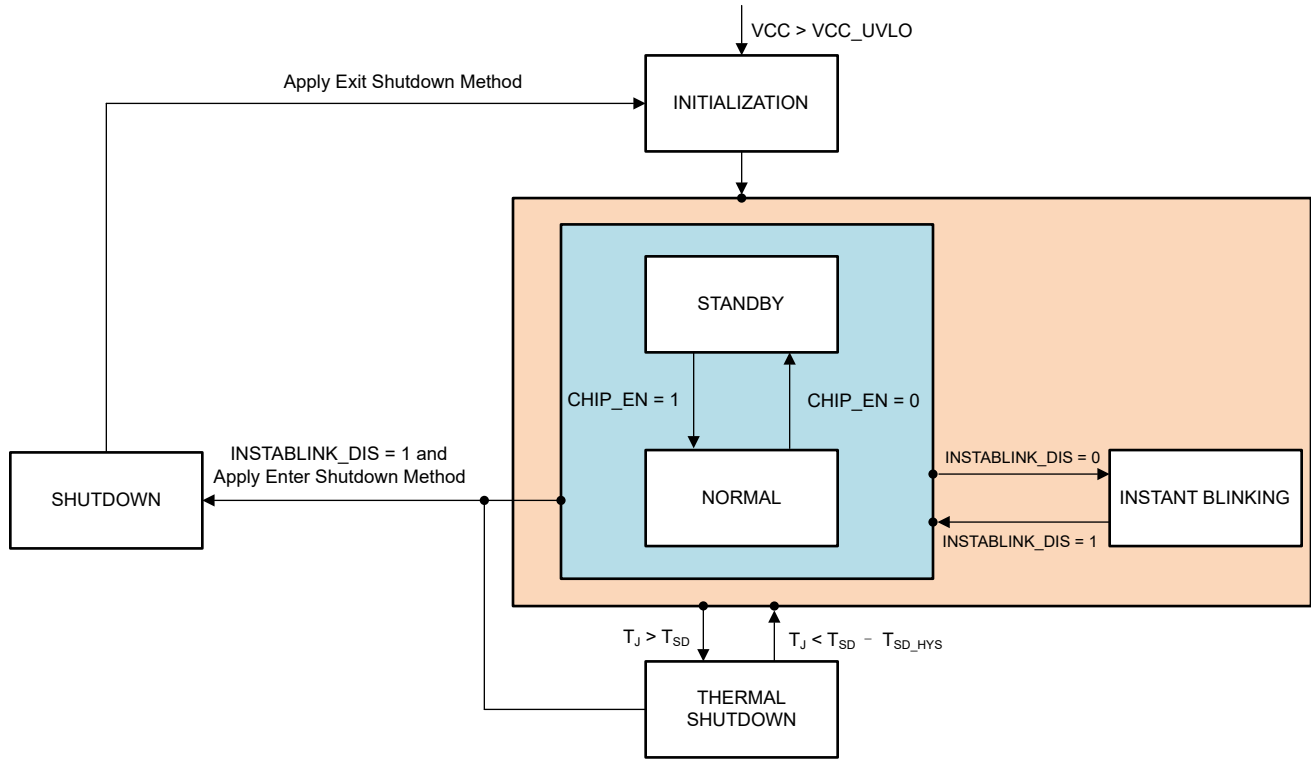 VCC > VCC_UVLO
Apply Exit Shutdown Method
INITIALIZATION
STANDBY
CHIP_EN = 1
CHIP_EN = 0
INSTABLINK_DIS = 1 and
Apply Enter Shutdown Method
SHUTDOWN
NORMAL
INSTABLINK_DIS = 0
INSTANT BLINKING
INSTABLINK_DIS = 1
TJ > TSD
TJ < TSD - TSD_HYS
THERMAL
SHUTDOWN